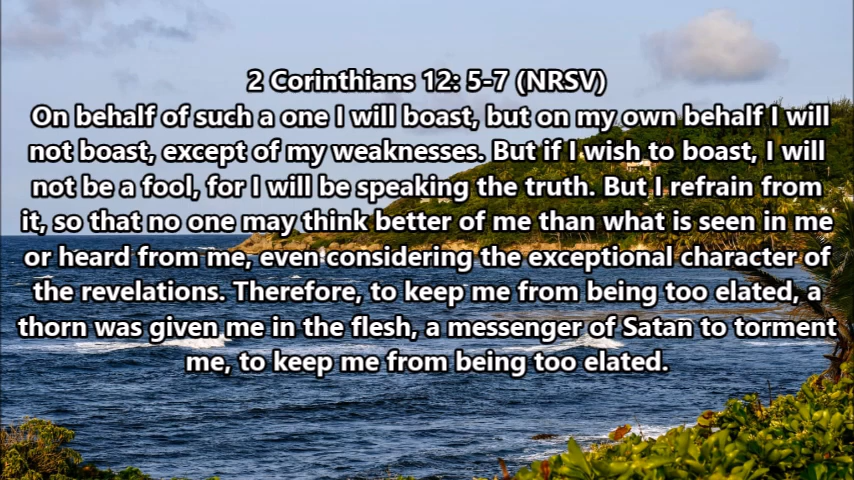 2 Corinthians 12: 5-7 (NRSV)
On behalf of such a one I will boast, but on my own behalf I will
not boast, except of my weaknesses. But if I wish to boast, I will
not be a fool, for I will be speaking the truth. But I refrain from
it, so that no one may think better of me than what is seen in me
or heard from me, even considering the exceptional character of
the revelations. Therefore, to keep me from being too elated, a
thorn was given me in the flesh, a messenger of Satan to torment
me, to keep me from being too elated.